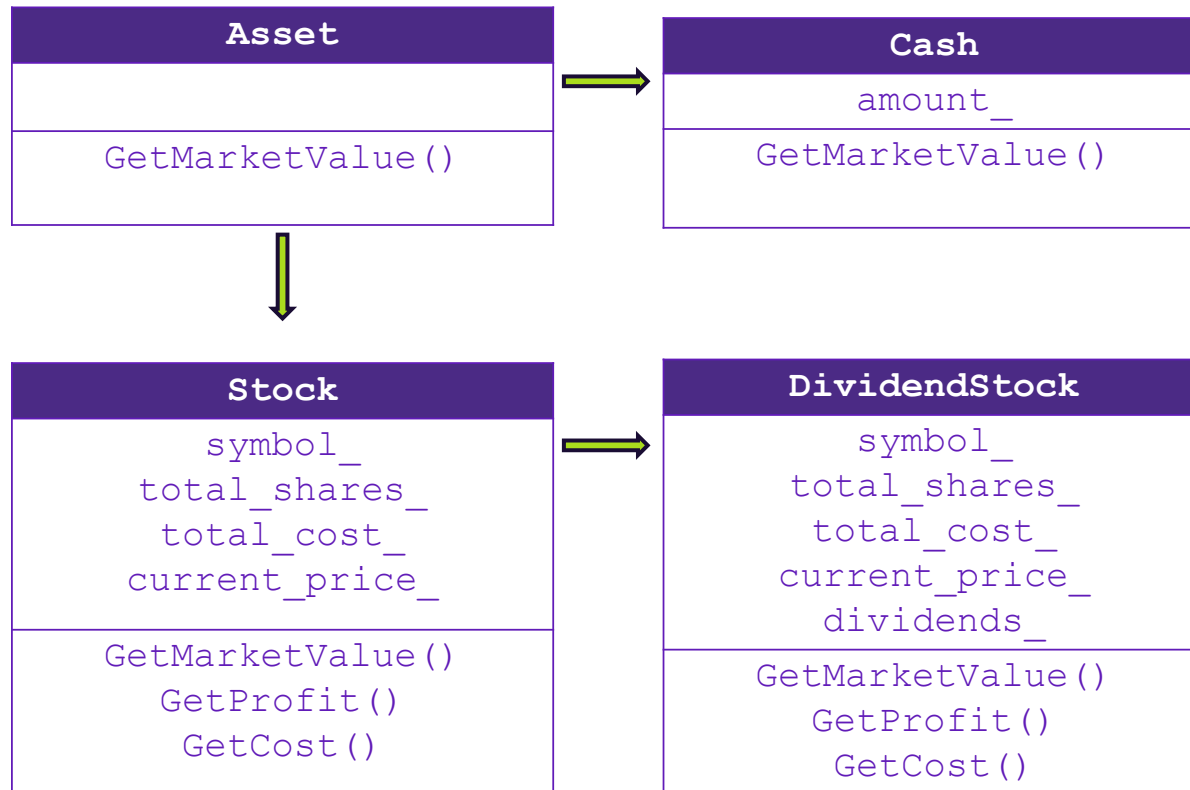 Asset
GetMarketValue()
Cash
amount_
GetMarketValue()
Stock
symbol_
total_shares_
total_cost_
current_price_
GetMarketValue()
GetProfit()
GetCost()
DividendStock
symbol_
total_shares_
total_cost_
current_price_
dividends_
GetMarketValue()
GetProfit()
GetCost()